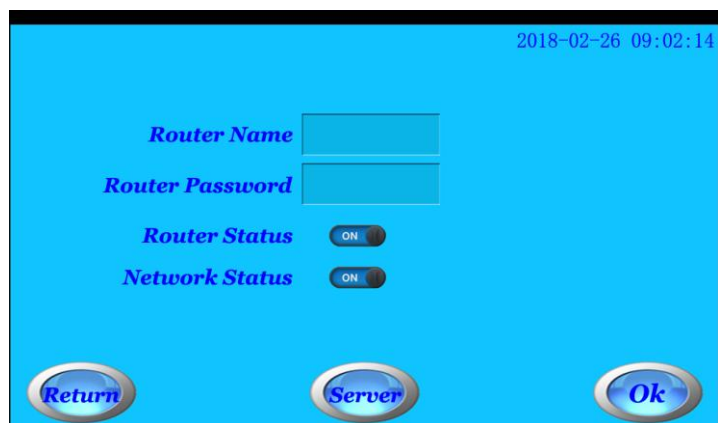 2018-02-26 09:02:14
Router Name
Router Password
Router Status ON
Network Status ON
Return Server Ok